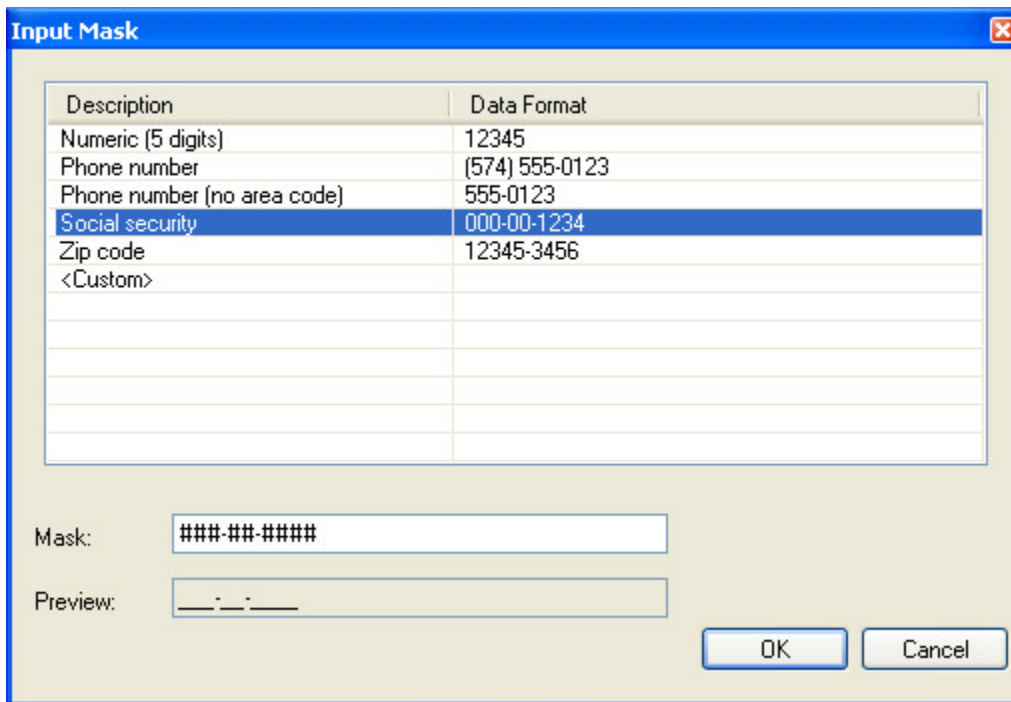 Input Mask
Description Data Format
Numeric (5 digits) 12345
Phone number (574) 555-0123
Phone number (no area code) 555-0123
Social security 000-00-1234
Zip code 12345-3456
<Custom>
Mask: ###-##-####
Preview: ___-__-____
OK Cancel